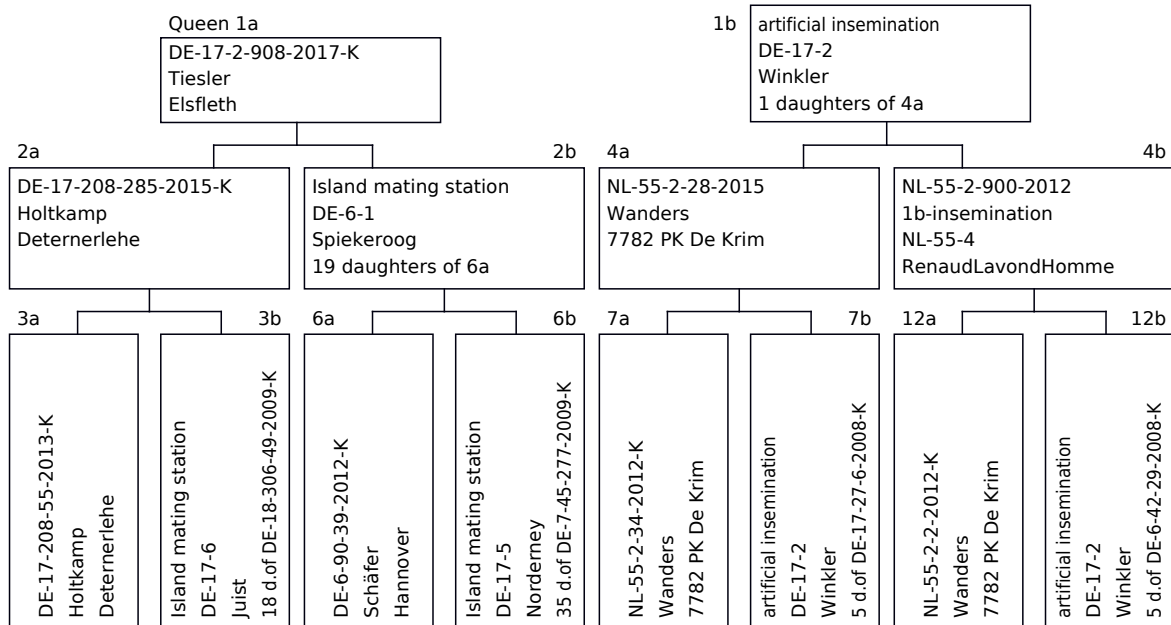 Queen 1a
DE-17-2-908-2017-K
Tiesler
Elsfleth
1b
artificial insemination
DE-17-2
Winkler
1 daughters of 4a
2a
DE-17-208-285-2015-K
Holtkamp
Deternerlehe
2b
Island mating station
DE-6-1
Spiekeroog
19 daughters of 6a
4a
NL-55-2-28-2015
Wanders
7782 PK De Krim
4b
NL-55-2-900-2012
1b-insemination
NL-55-4
RenaudLavondHomme
3a
DE-17-208-55-2013-K
Holtkamp
Deternerlehe
3b
Island mating station
DE-17-6
Juist
18 d.of DE-18-306-49-2009-K
6a
DE-6-90-39-2012-K
Schäfer
Hannover
6b
Island mating station
DE-17-5
Norderney
35 d.of DE-7-45-277-2009-K
7a
NL-55-2-34-2012-K
Wanders
7782 PK De Krim
7b
artificial insemination
DE-17-2
Winkler
5 d.of DE-17-27-6-2008-K
12a
NL-55-2-2-2012-K
Wanders
7782 PK De Krim
12b
artificial insemination
DE-17-2
Winkler
5 d.of DE-6-42-29-2008-K